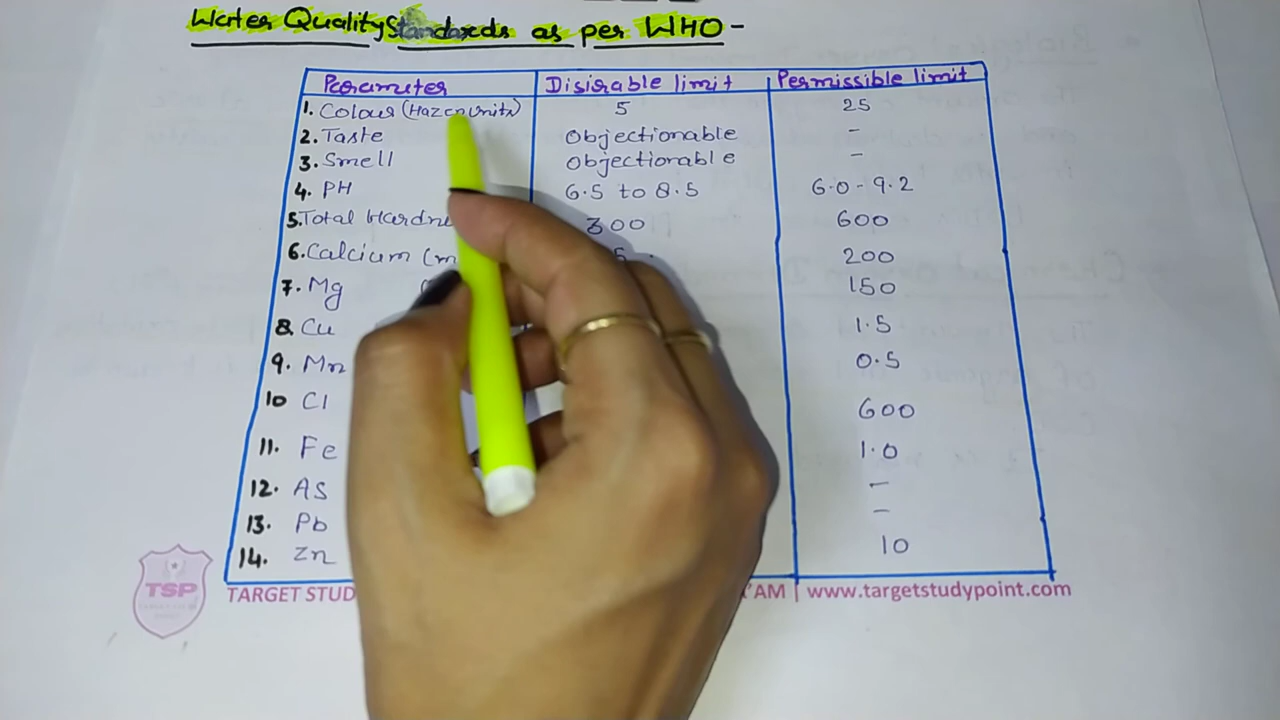 Water Quality Standards as per WHO -
Parameter Disirable limit Permissible limit
1. Colour (Hazen units) 5 25
2. Taste Objectionable -
3. Smell Objectionable -
4. PH 6.5 to 8.5 6.0 - 9.2
5. Total 300 600
6. Calcium 200
7. Mg 150
8 Cu 1.5
9. Mn 0.5
10 Cl 600
11. Fe 1.0
12. AS -
13. Pb -
14. Zn 10
TSP
TARGET STUD 'AM | www.targetstudypoint.com